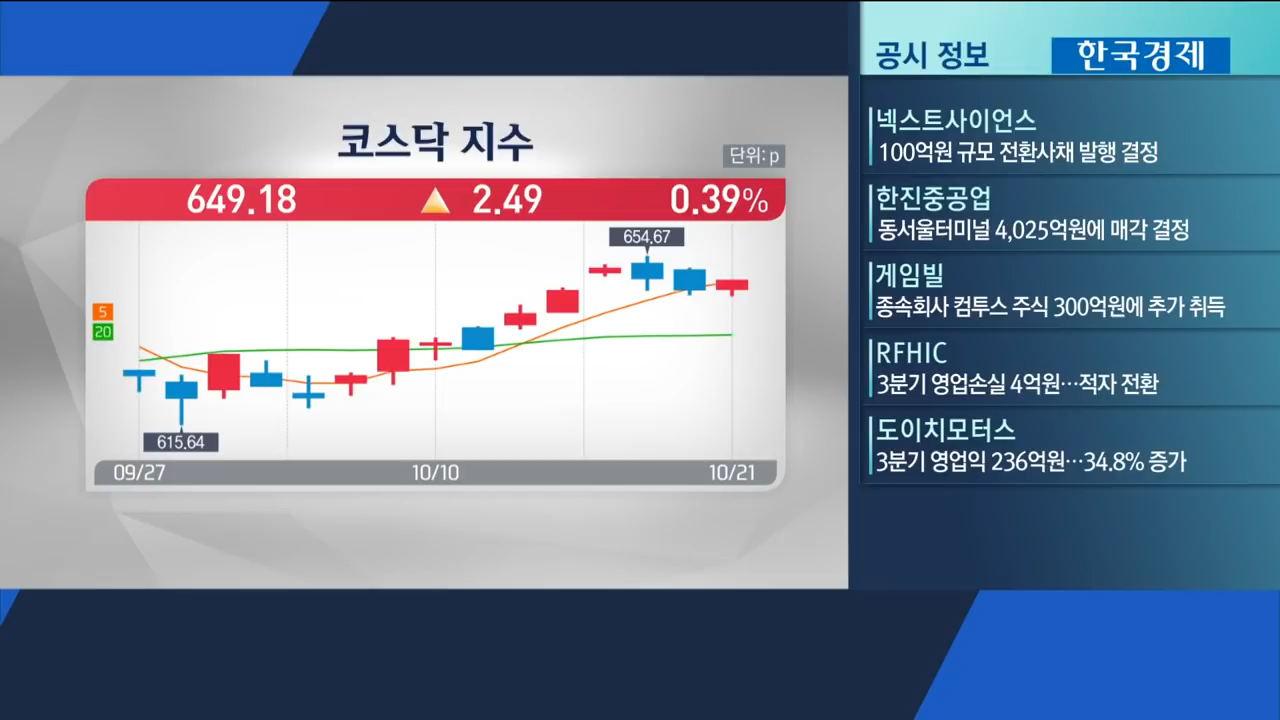 코스닥 지수
단위: p
649.18 ▲ 2.49 0.39%
654.67
5
20
615.64
09/27 10/10 10/21
공시 정보 한국경제
넥스트사이언스
100억원 규모 전환사채 발행 결정
한진중공업
동서울터미널 4,025억원에 매각 결정
게임빌
종속회사 컴투스 주식 300억원에 추가 취득
RFHIC
3분기 영업손실 4억원…적자 전환
도이치모터스
3분기 영업익 236억원…34.8% 증가